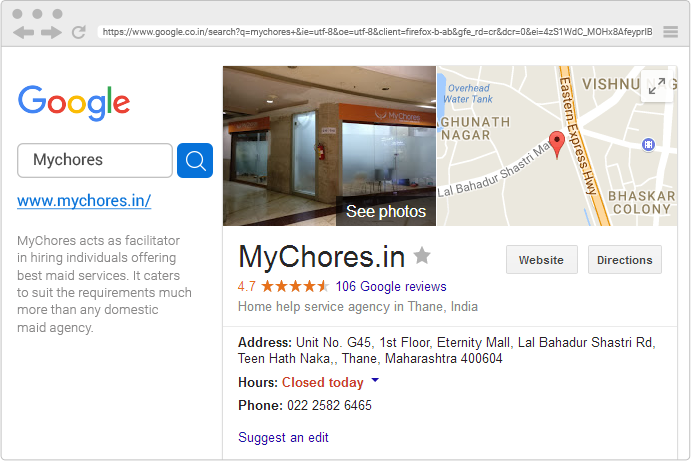 https://www.google.co.in/search?q=mychores+&ie=utf-8&oe=utf-8&client=firefox-b-ab&gfe_rd=cr&dcr=0&ei=4zS1WdC_MOHx8AfeyprIB
Google
Mychores
www.mychores.in/
MyChores acts as facilitator
in hiring individuals offering
best maid services. It caters
to suit the requirements much
more than any domestic
maid agency.
MyChores
See photos
Overhead
Water Tank
VISHNU NAG
GHUNATH
NAGAR
Eastern Express Hwy
Lal Bahadur Shastri Ma
BHASKAR
COLONY
MyChores.in
Website
Directions
4.7 106 Google reviews
Home help service agency in Thane, India
Address: Unit No. G45, 1st Floor, Eternity Mall, Lal Bahadur Shastri Rd,
Teen Hath Naka,, Thane, Maharashtra 400604
Hours: Closed today
Phone: 022 2582 6465
Suggest an edit